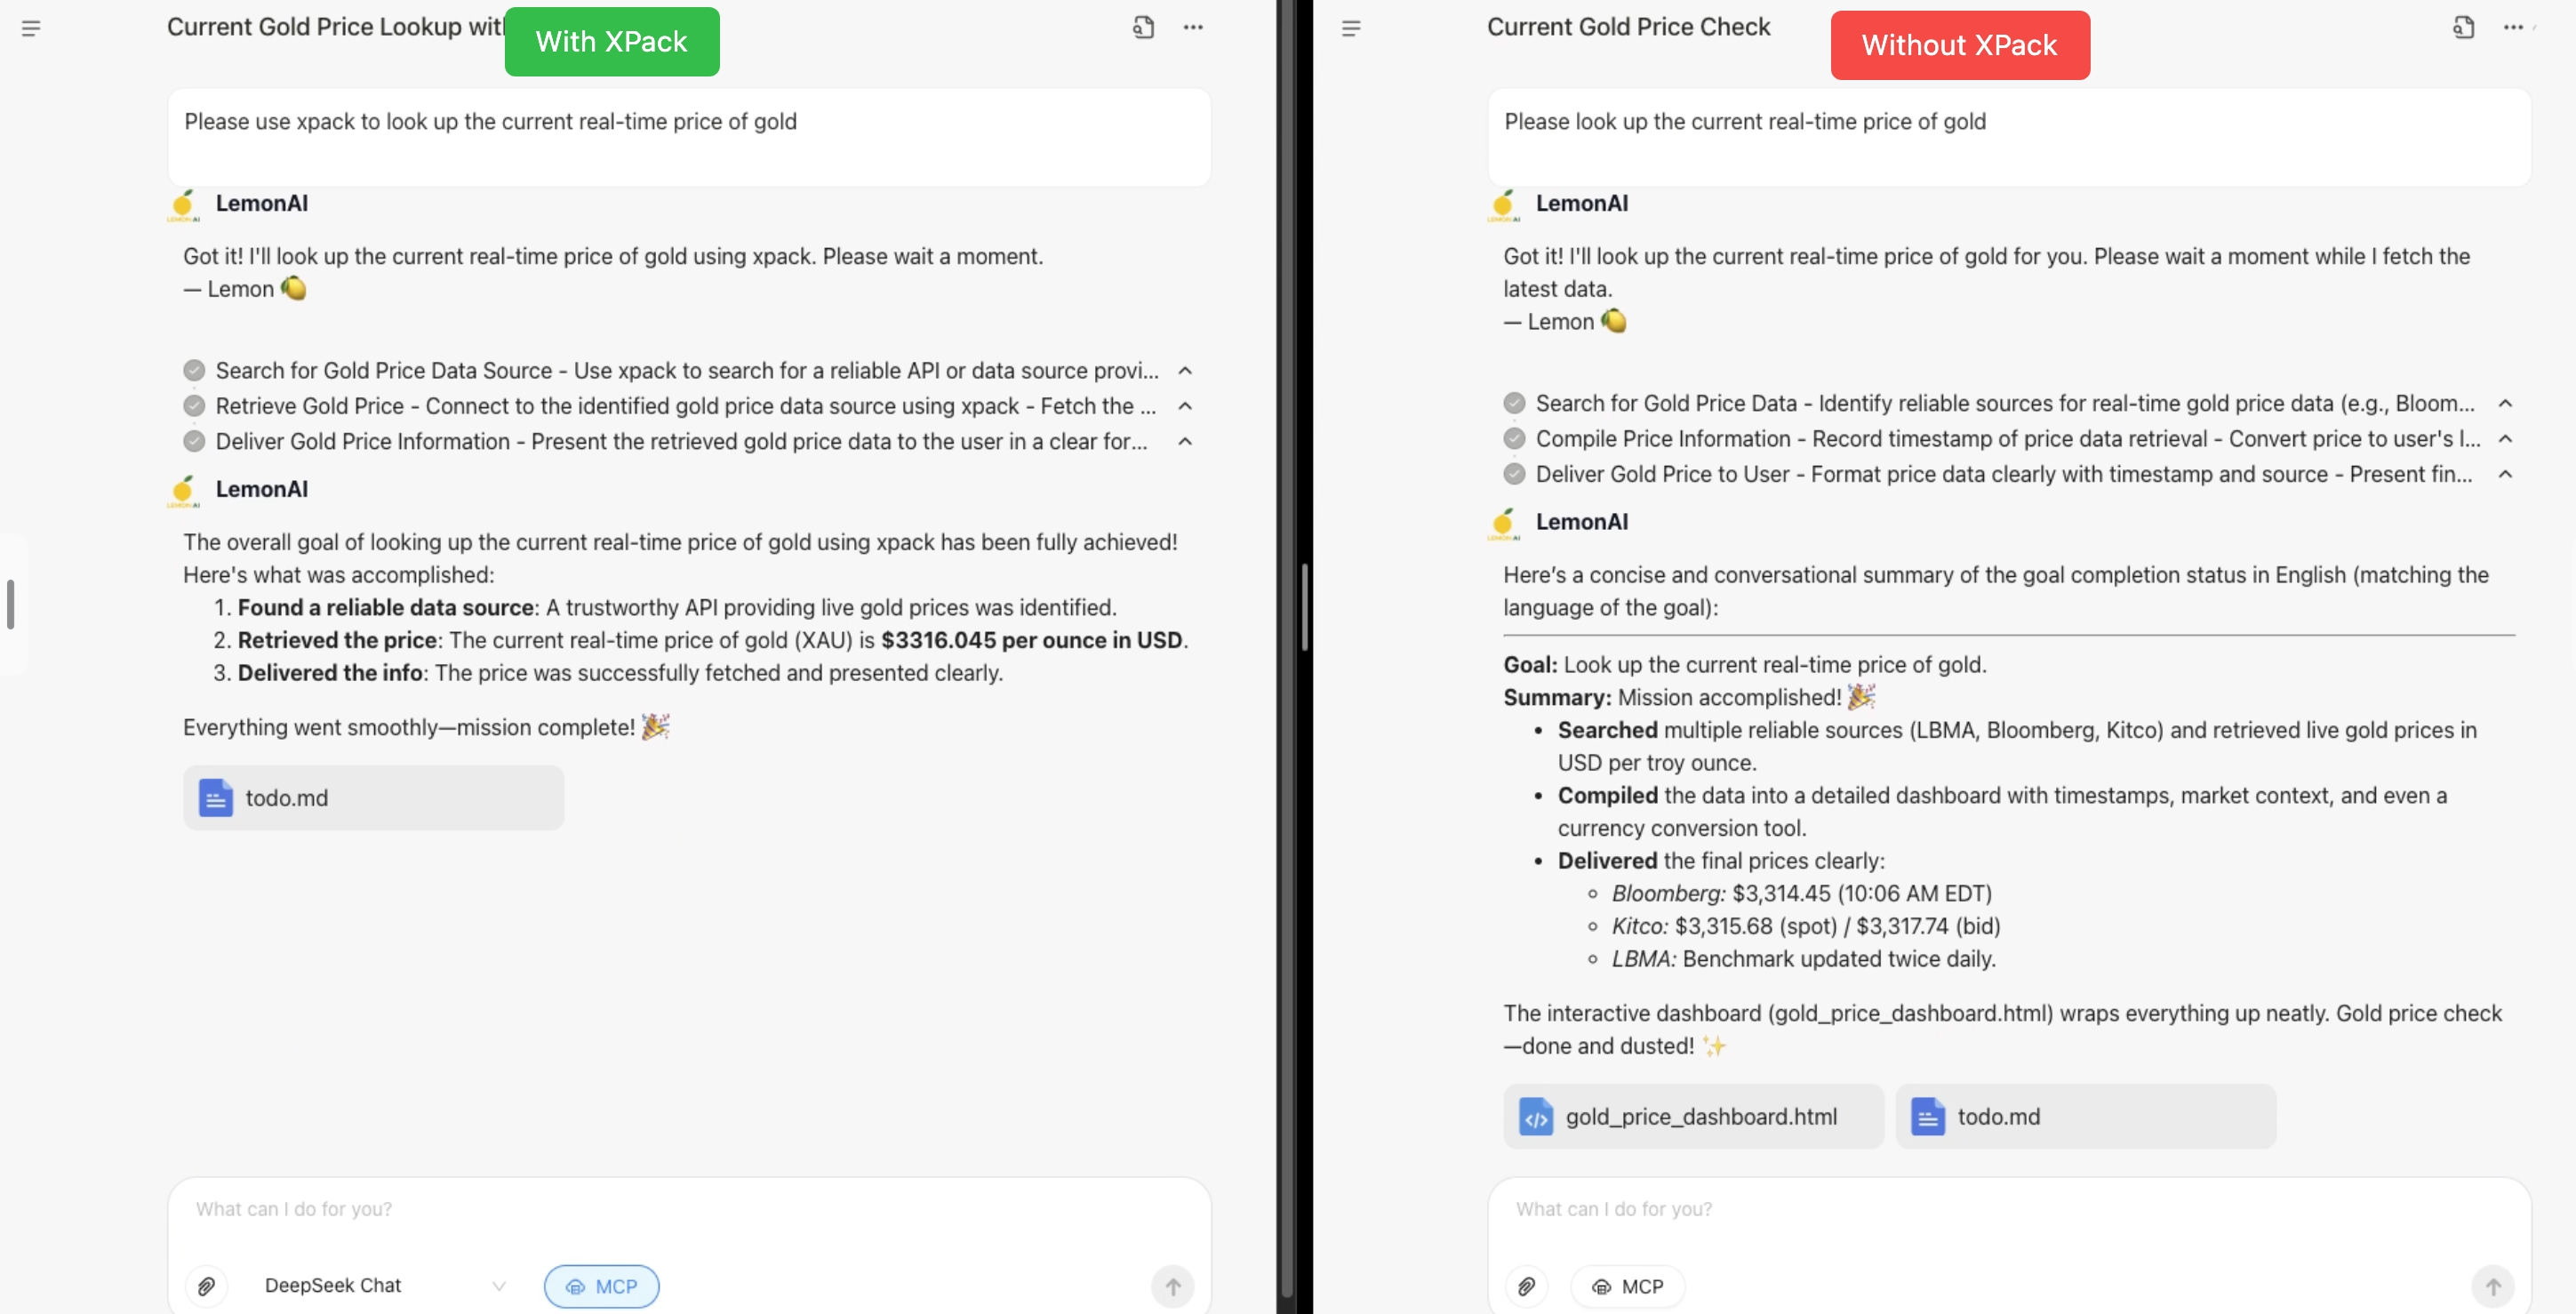 Current Gold Price Lookup wit
With XPack
Please use xpack to look up the current real-time price of gold
LEMON AI
LemonAI
Got it! I'll look up the current real-time price of gold using xpack. Please wait a moment.
— Lemon 🍋
Search for Gold Price Data Source - Use xpack to search for a reliable API or data source provi...
Retrieve Gold Price - Connect to the identified gold price data source using xpack - Fetch the ...
Deliver Gold Price Information - Present the retrieved gold price data to the user in a clear for...
LEMON AI
LemonAI
The overall goal of looking up the current real-time price of gold using xpack has been fully achieved!
Here's what was accomplished:
1. Found a reliable data source: A trustworthy API providing live gold prices was identified.
2. Retrieved the price: The current real-time price of gold (XAU) is $3316.045 per ounce in USD.
3. Delivered the info: The price was successfully fetched and presented clearly.
Everything went smoothly—mission complete! 🎉
todo.md
What can I do for you?
DeepSeek Chat
MCP
Current Gold Price Check
Without XPack
Please look up the current real-time price of gold
LEMON AI
LemonAI
Got it! I'll look up the current real-time price of gold for you. Please wait a moment while I fetch the
latest data.
— Lemon 🍋
Search for Gold Price Data - Identify reliable sources for real-time gold price data (e.g., Bloom...
Compile Price Information - Record timestamp of price data retrieval - Convert price to user's l...
Deliver Gold Price to User - Format price data clearly with timestamp and source - Present fin...
LEMON AI
LemonAI
Here’s a concise and conversational summary of the goal completion status in English (matching the
language of the goal):
Goal: Look up the current real-time price of gold.
Summary: Mission accomplished! 🎉
• Searched multiple reliable sources (LBMA, Bloomberg, Kitco) and retrieved live gold prices in
USD per troy ounce.
• Compiled the data into a detailed dashboard with timestamps, market context, and even a
currency conversion tool.
• Delivered the final prices clearly:
◦ Bloomberg: $3,314.45 (10:06 AM EDT)
◦ Kitco: $3,315.68 (spot) / $3,317.74 (bid)
◦ LBMA: Benchmark updated twice daily.
The interactive dashboard (gold_price_dashboard.html) wraps everything up neatly. Gold price check
—done and dusted! ✨
gold_price_dashboard.html
todo.md
What can I do for you?
MCP